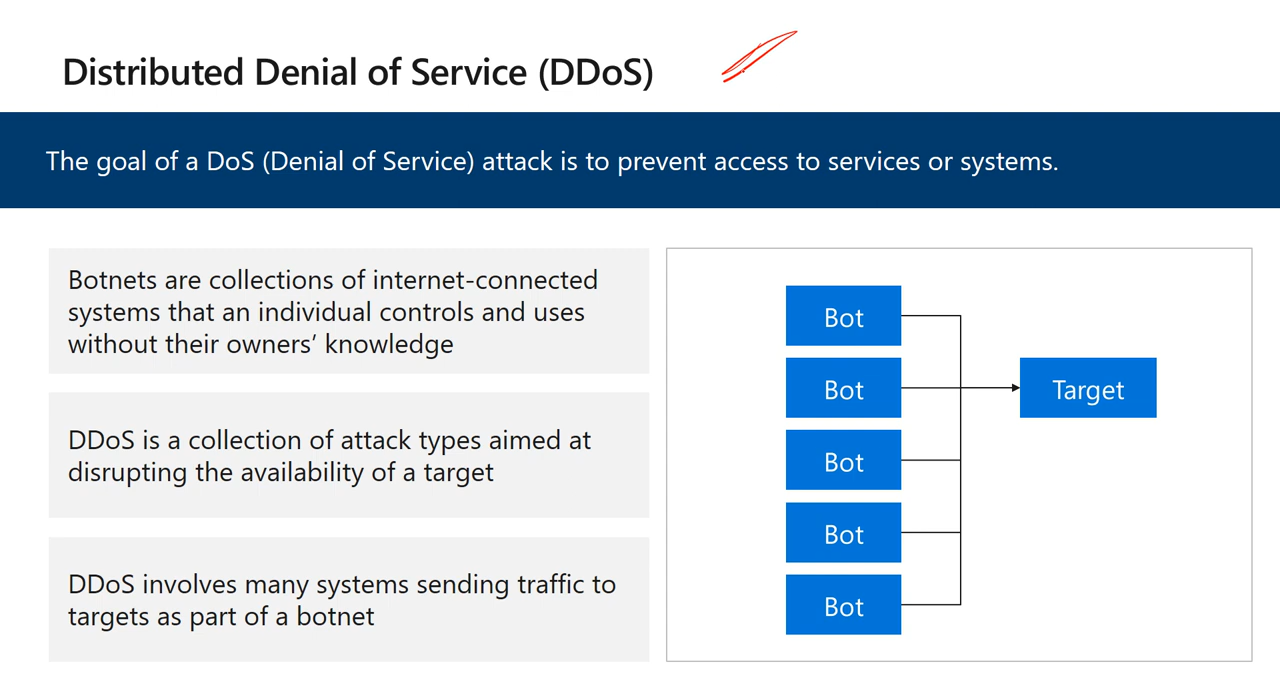 Distributed Denial of Service (DDoS)
The goal of a DoS (Denial of Service) attack is to prevent access to services or systems.
Botnets are collections of internet-connected
systems that an individual controls and uses
without their owners’ knowledge
DDoS is a collection of attack types aimed at
disrupting the availability of a target
DDoS involves many systems sending traffic to
targets as part of a botnet
Bot
Bot
Target
Bot
Bot
Bot